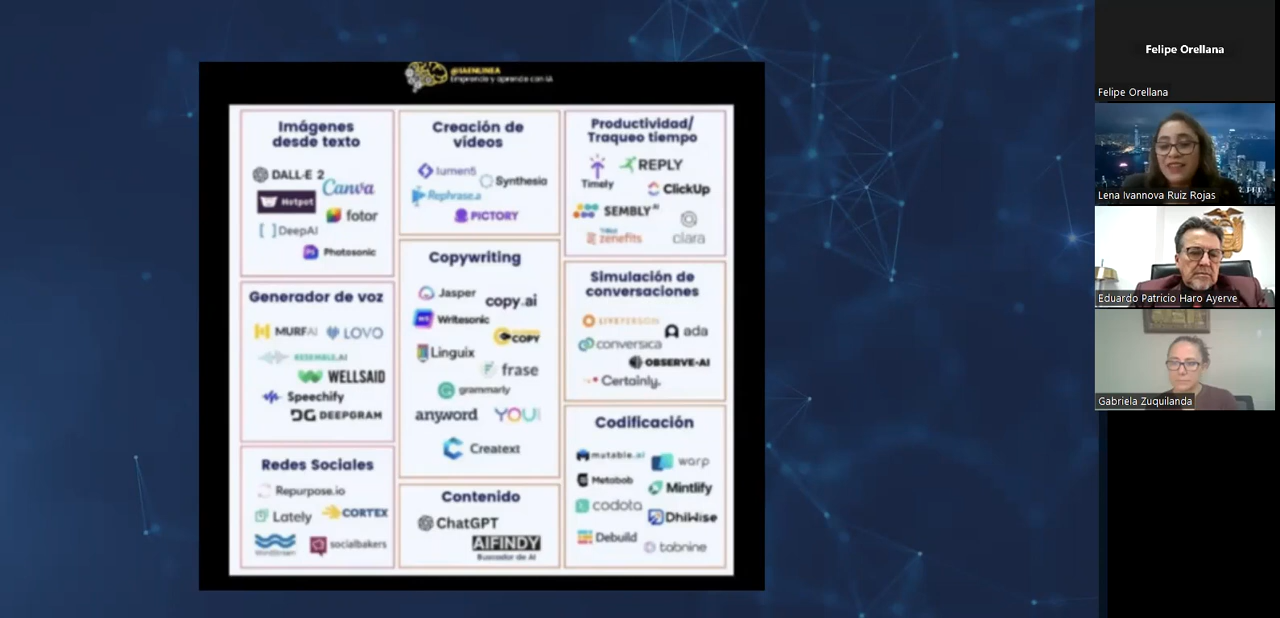 @IAENLINEA
Emprende y aprende con IA
Imágenes
desde texto
DALL·E 2
Canva
Hotpot
fotor
DeepAI
Photosonic
Generador de voz
MURF AI
LOVO
RESEMBLE.AI
WELLSAID
Speechify
DEEPGRAM
Redes Sociales
Repurpose.io
Lately
CORTEX
socialbakers
Creación de
vídeos
lumen5
Synthesia
Rephrase.a
PICTORY
Copywriting
Jasper
copy.ai
Writesonic
COPY
Linguix
frase
grammarly
anyword
YOU
Creatext
Contenido
ChatGPT
AIFINDY
Buscador de AI
Productividad/
Traqueo tiempo
Timely
REPLY
ClickUp
SEMBLY AI
zenefits
clara
Simulación de
conversaciones
LIVEPERSON
ada
conversica
OBSERVE·AI
Certainly.
Codificación
mutable.ai
warp
Metabob
Mintlify
codota
DhiWise
Debuild
tabnine
Felipe Orellana
Felipe Orellana
Lena Ivannova Ruiz Rojas
Eduardo Patricio Haro Ayerve
Gabriela Zuquilanda